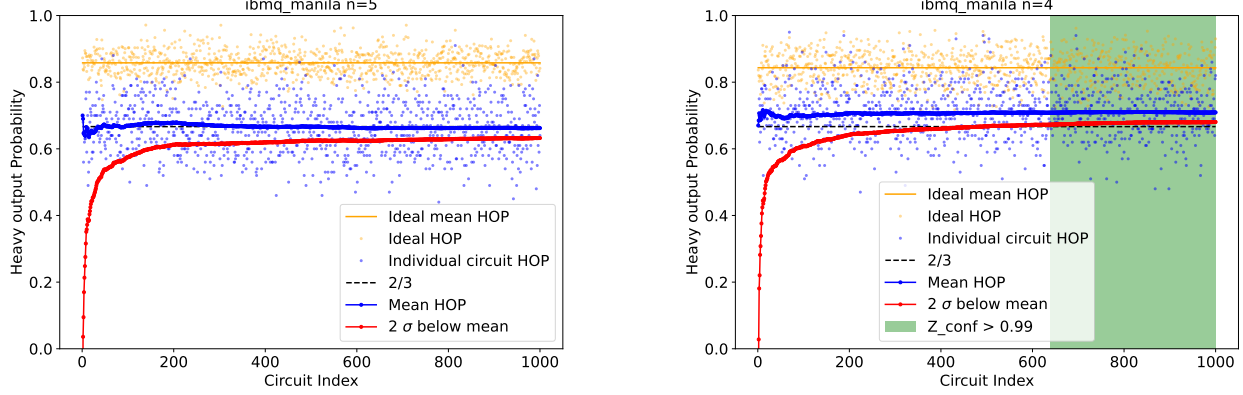 ibmq_manila n=5
1.0
0.8
0.6
0.4
0.2
0.0
Heavy output Probability
0
200
400
600
800
1000
Circuit Index
Ideal mean HOP
Ideal HOP
Individual circuit HOP
2/3
Mean HOP
2 σ below mean
ibmq_manila n=4
1.0
0.8
0.6
0.4
0.2
0.0
Heavy output Probability
0
200
400
600
800
1000
Circuit Index
Ideal mean HOP
Ideal HOP
Individual circuit HOP
2/3
Mean HOP
2 σ below mean
Z_conf > 0.99